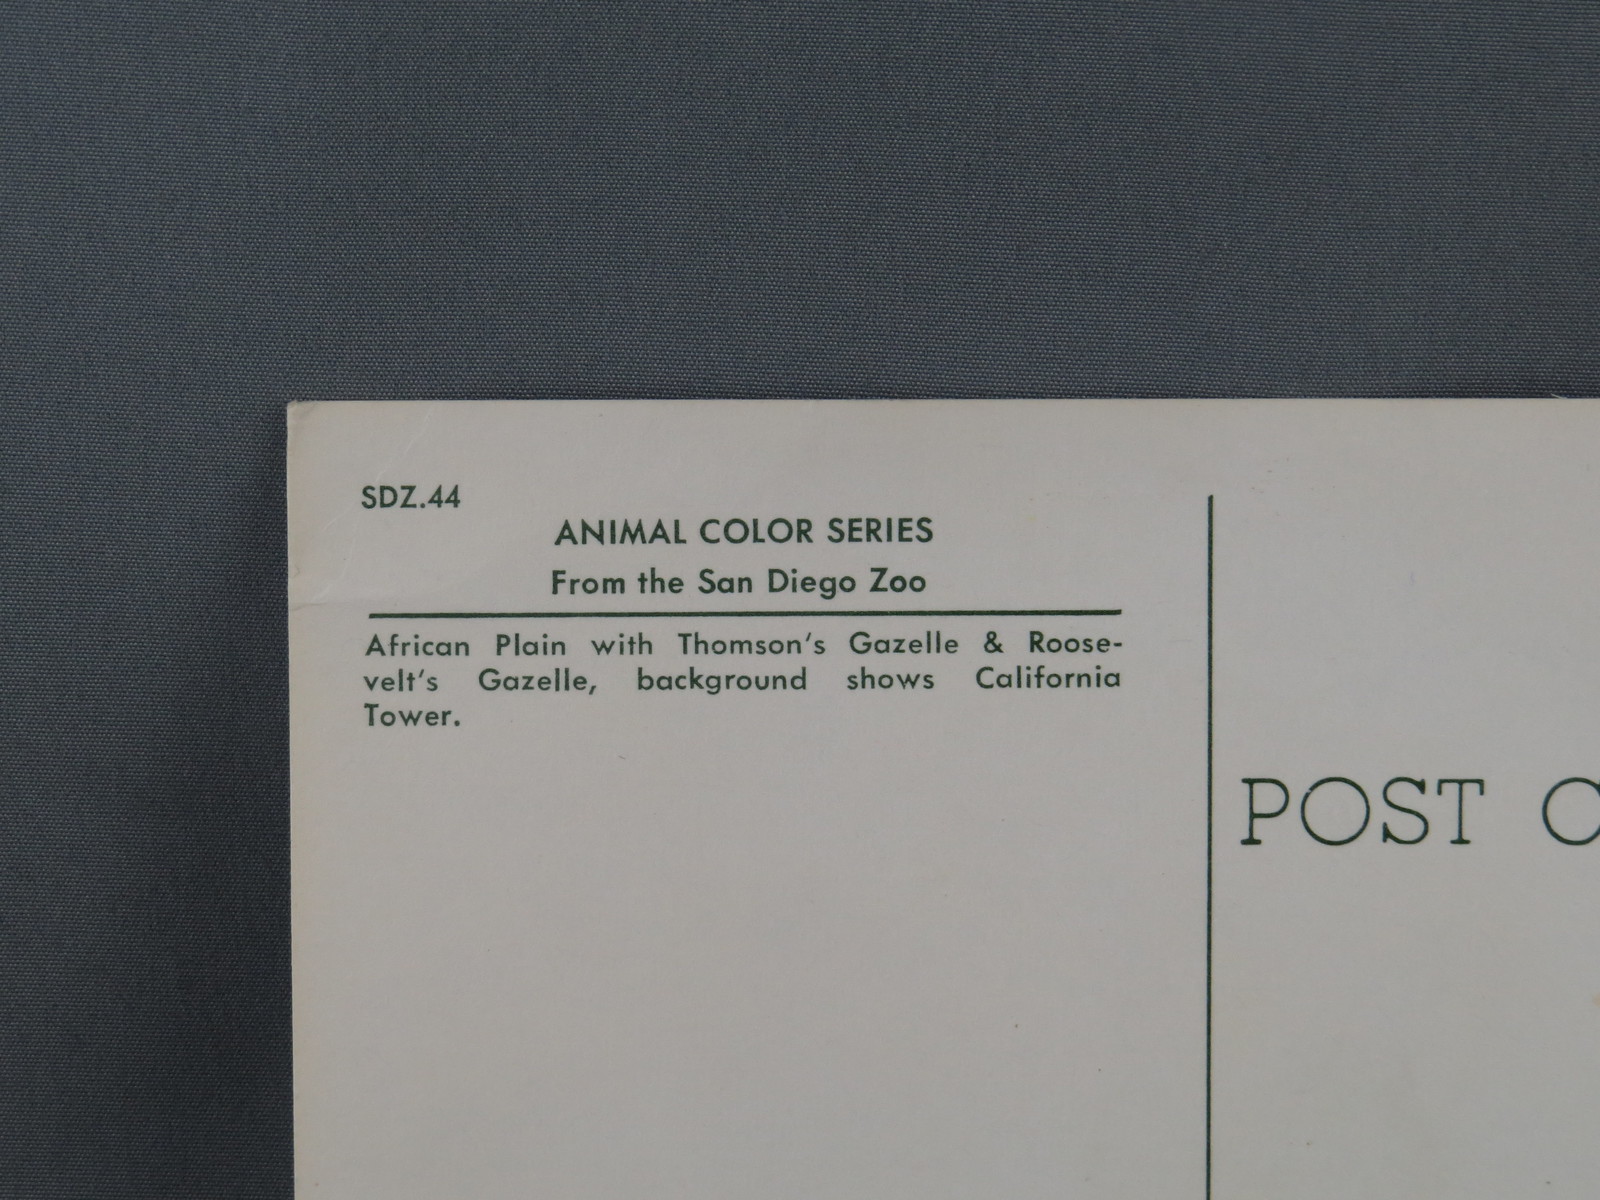 SDZ.44
ANIMAL COLOR SERIES
From the San Diego Zoo
African Plain with Thomson's Gazelle & Roose-
velt's Gazelle, background shows California
Tower.
POST C